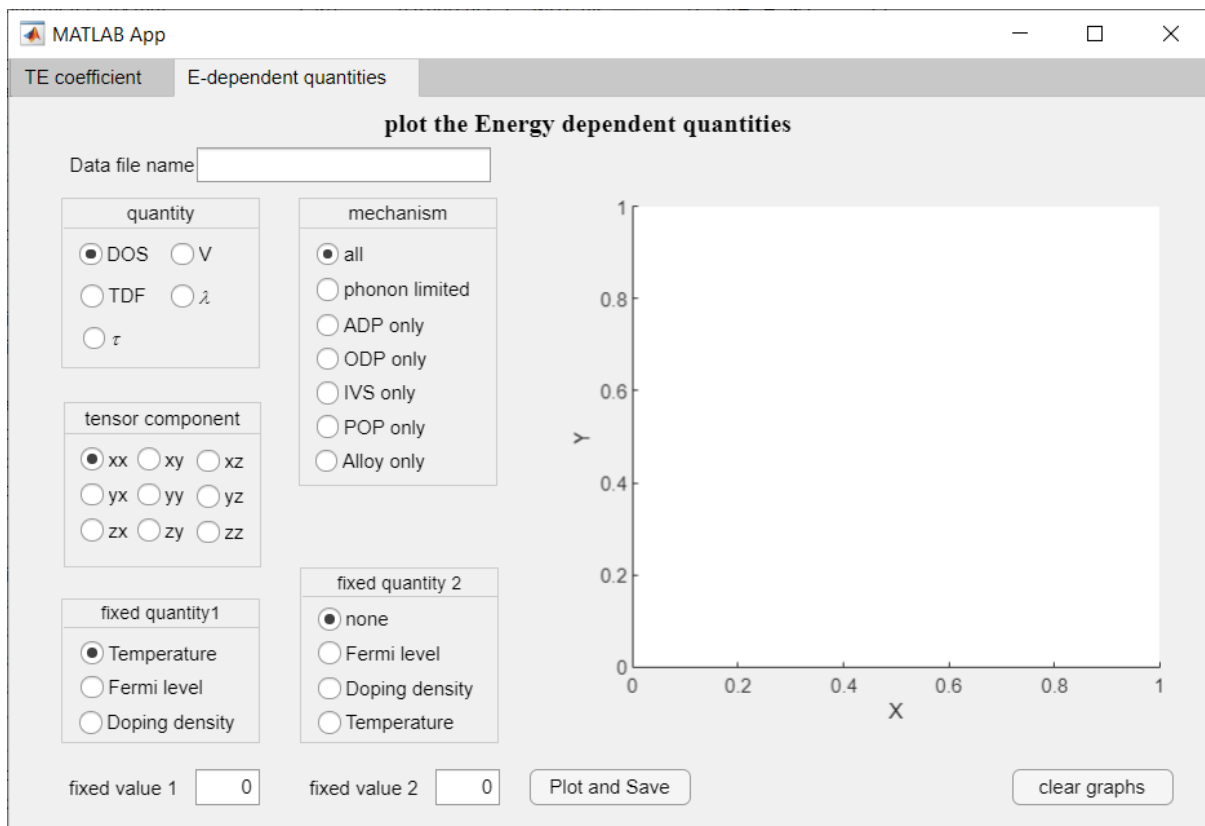 MATLAB App
TE coefficient E-dependent quantities
plot the Energy dependent quantities
Data file name
quantity
DOS V
TDF λ
τ
mechanism
all
phonon limited
ADP only
ODP only
IVS only
POP only
Alloy only
tensor component
xx xy xz
yx yy yz
zx zy zz
fixed quantity1
Temperature
Fermi level
Doping density
fixed quantity 2
none
Fermi level
Doping density
Temperature
1
0.8
0.6
0.4
0.2
0
Y
0 0.2 0.4 0.6 0.8 1
X
fixed value 1 0 fixed value 2 0 Plot and Save clear graphs